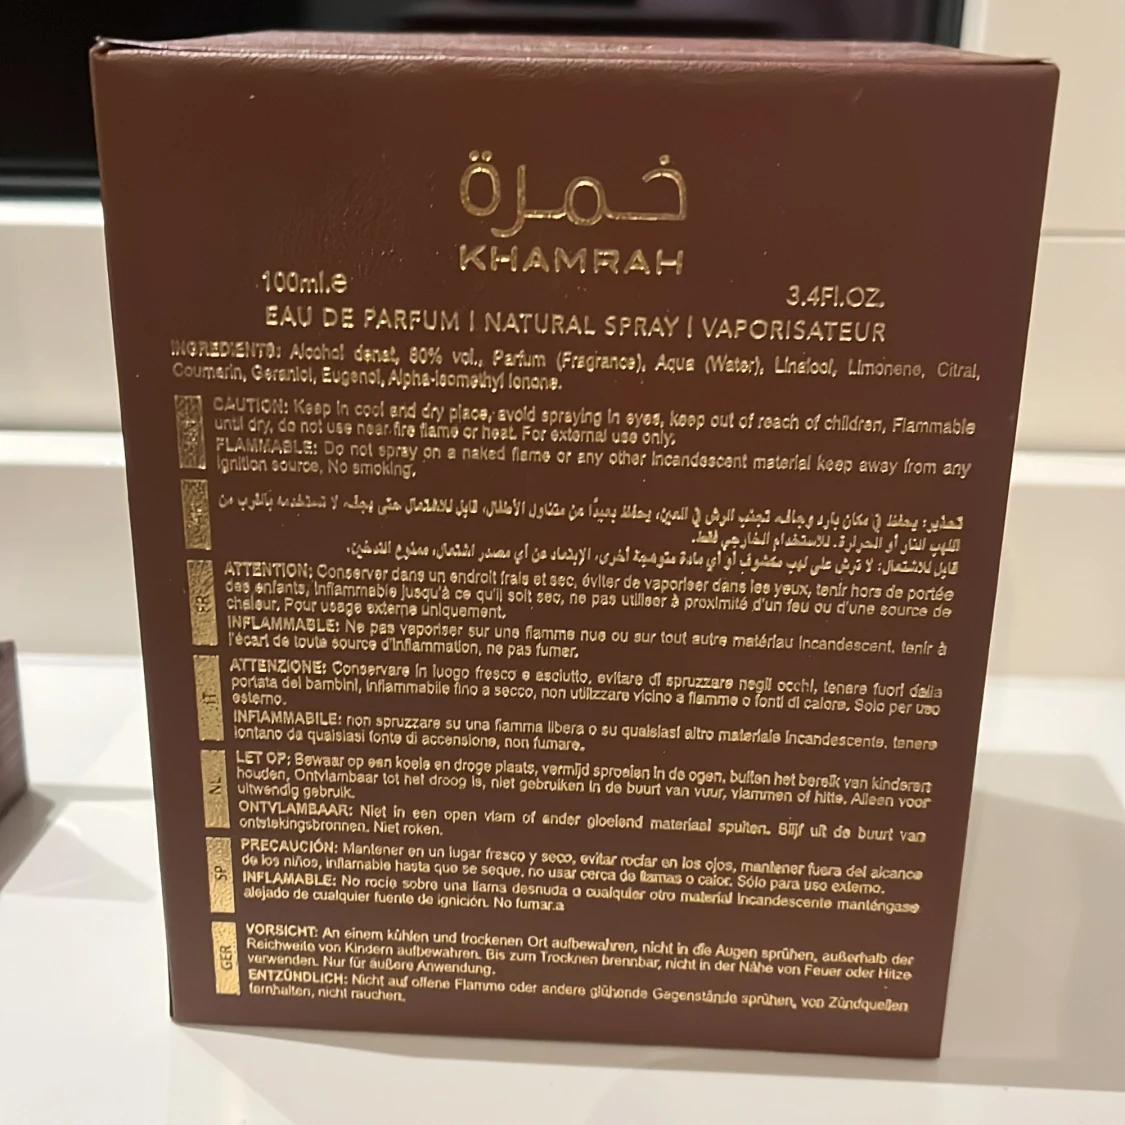 خمرة
KHAMRAH
100ml.e
3.4Fl.OZ.
EAU DE PARFUM | NATURAL SPRAY | VAPORISATEUR
INGREDIENTS: Alcohol denat, 80% vol., Parfum (Fragrance), Aqua (Water), Linalool, Limonene, Citral,
Coumarin, Geraniol, Eugenol, Alpha-Isomethyl Ionone.
CAUTION: Keep in cool and dry place, avoid spraying in eyes, keep out of reach of children, Flammable
until dry, do not use near fire flame or heat. For external use only.
FLAMMABLE: Do not spray on a naked flame or any other incandescent material keep away from any
ignition source, No smoking.
تحذير: يحفظ في مكان بارد وجاف، تجنب الرش في العين، يحفظ بعيدًا عن متناول الأطفال، قابل للاشتعال حتى يجف، لا تستخدمه بالقرب من
اللهب النار أو الحرارة. للاستخدام الخارجي فقط.
قابل للاشتعال: لا ترش على لهب مكشوف أو أي مادة متوهجة أخرى، الإبتعاد عن أي مصدر اشتعال، ممنوع التدخين.
FR
ATTENTION; Conserver dans un endroit frais et sec, éviter de vaporiser dans les yeux, tenir hors de portée
des enfants, Inflammable jusqu'à ce qu'il soit sec, ne pas utiliser à proximité d'un feu ou d'une source de
chaleur, Pour usage externe uniquement.
INFLAMMABLE: Ne pas vaporiser sur une flamme nue ou sur tout autre matériau incandescent, tenir à
l'écart de toute source d'inflammation, ne pas fumer.
IT
ATTENZIONE: Conservare in luogo fresco e asciutto, evitare di spruzzare negli occhi, tenere fuori dalla
portata dei bambini, Infiammabile fino a secco, non utilizzare vicino a fiamme o fonti di calore. Solo per uso
esterno.
INFIAMMABILE: non spruzzare su una fiamma libera o su qualsiasi altro materiale incandescente, tenere
lontano da qualsiasi fonte di accensione, non fumare.
NL
LET OP: Bewaar op een koele en droge plaats, vermijd sproeien in de ogen, buiten het bereik van kinderen
houden, Ontvlambaar tot het droog is, niet gebruiken in de buurt van vuur, vlammen of hitte. Alleen voor
uitwendig gebruik.
ONTVLAMBAAR: Niet in een open vlam of ander gloeiend materiaal spuiten. Blijf uit de buurt van
ontstekingsbronnen. Niet roken.
SP
PRECAUCIÓN: Mantener en un lugar fresco y seco, evitar rociar en los ojos, mantener fuera del alcance
de los niños, inflamable hasta que se seque, no usar cerca de llamas o calor. Sólo para uso externo.
INFLAMABLE: No rocíe sobre una llama desnuda o cualquier otro material incandescente manténgase
alejado de cualquier fuente de ignición. No fumar.a
GER
VORSICHT: An einem kühlen und trockenen Ort aufbewahren, nicht in die Augen sprühen, außerhalb der
Reichweite von Kindern aufbewahren. Bis zum Trocknen brennbar, nicht in der Nähe von Feuer oder Hitze
verwenden. Nur für äußere Anwendung.
ENTZÜNDLICH: Nicht auf offene Flamme oder andere glühende Gegenstände sprühen, von Zündquellen
fernhalten, nicht rauchen.